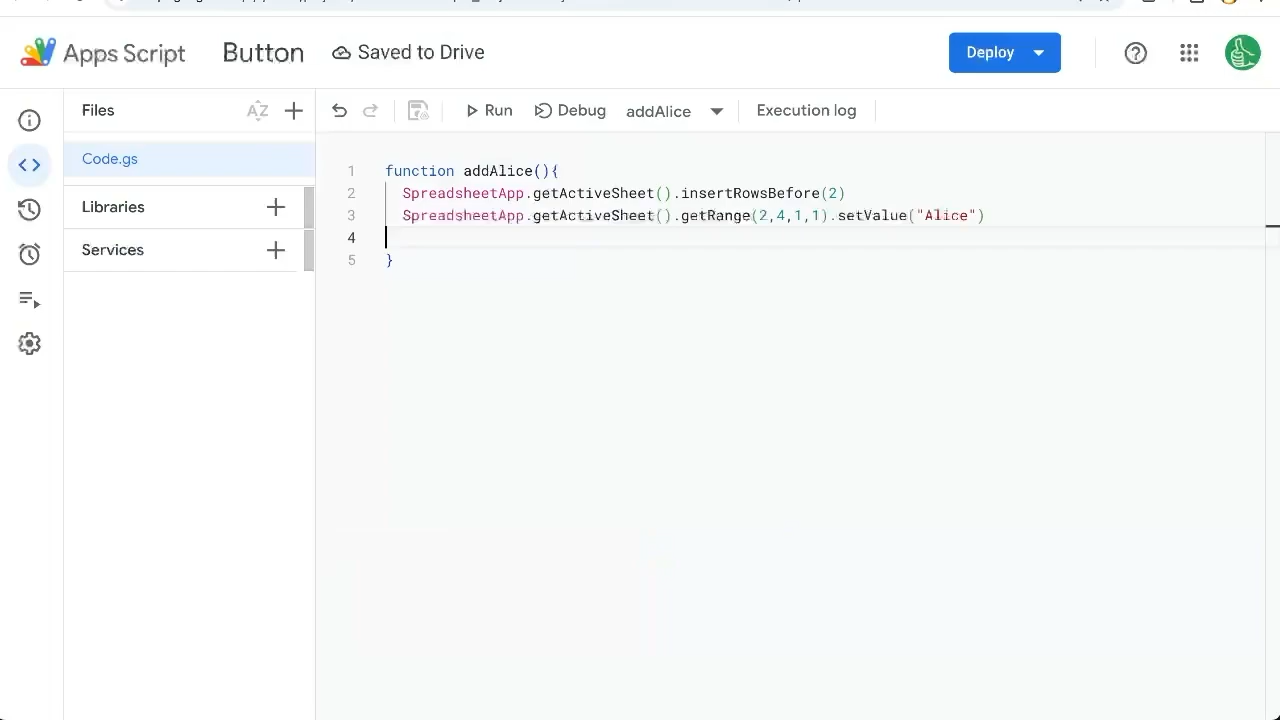 Apps Script Button Saved to Drive Deploy
Files AZ Run Debug addAlice Execution log
Code.gs
Libraries
Services
1 function addAlice(){
2 SpreadsheetApp.getActiveSheet().insertRowsBefore(2)
3 SpreadsheetApp.getActiveSheet().getRange(2,4,1,1).setValue("Alice")
4
5 }